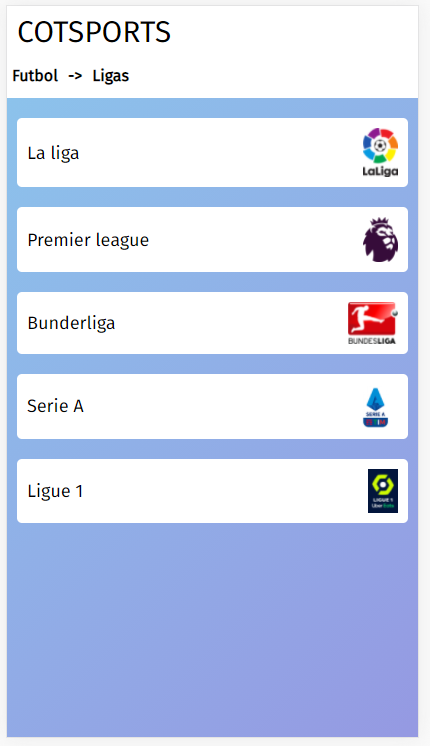 COTSPORTS
Futbol -> Ligas
La liga
LaLiga
Premier league
Bunderliga
BUNDESLIGA
Serie A
SERIE A
Ligue 1
LIGUE 1
Uber Eats